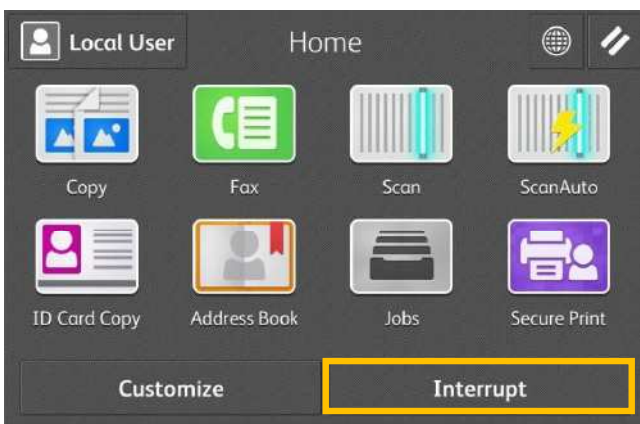 Local User
Home
Copy
Fax
Scan
ScanAuto
ID Card Copy
Address Book
Jobs
Secure Print
Customize
Interrupt